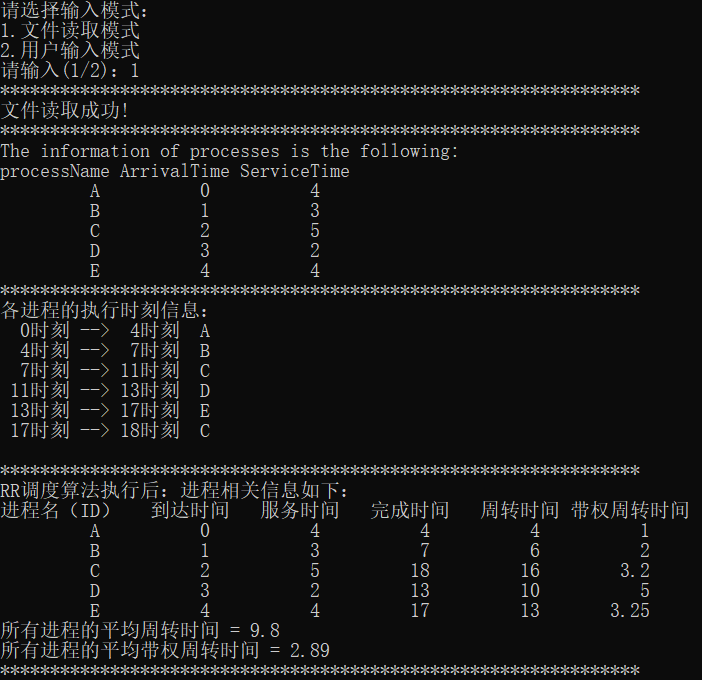 请选择输入模式：
1.文件读取模式
2.用户输入模式
请输入(1/2)：1
****************************************************************
文件读取成功!
****************************************************************
The information of processes is the following:
processName ArrivalTime ServiceTime
A 0 4
B 1 3
C 2 5
D 3 2
E 4 4
****************************************************************
各进程的执行时刻信息：
0时刻 --> 4时刻 A
4时刻 --> 7时刻 B
7时刻 --> 11时刻 C
11时刻 --> 13时刻 D
13时刻 --> 17时刻 E
17时刻 --> 18时刻 C
****************************************************************
RR调度算法执行后：进程相关信息如下：
进程名（ID） 到达时间 服务时间 完成时间 周转时间 带权周转时间
A 0 4 4 4 1
B 1 3 7 6 2
C 2 5 18 16 3.2
D 3 2 13 10 5
E 4 4 17 13 3.25
所有进程的平均周转时间 = 9.8
所有进程的平均带权周转时间 = 2.89
****************************************************************